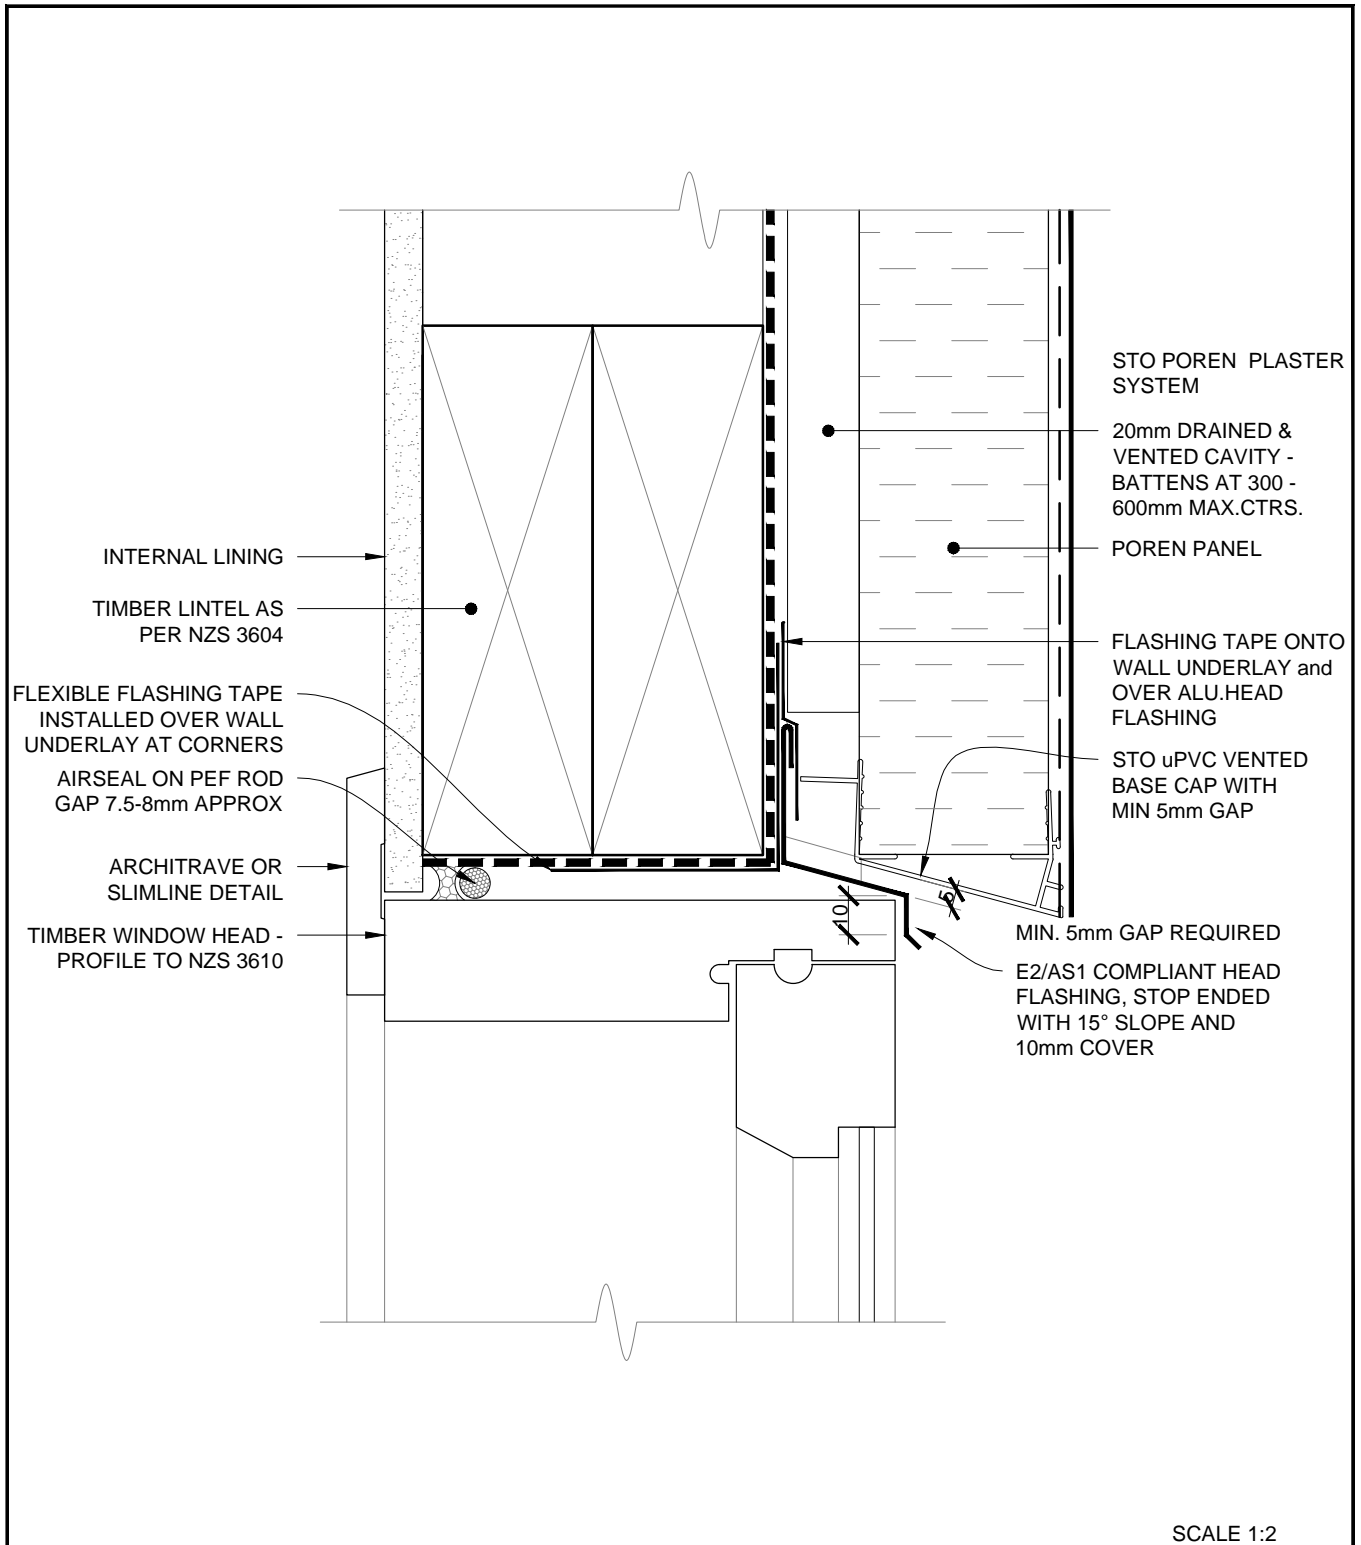 STO POREN PLASTER
SYSTEM
20mm DRAINED &
VENTED CAVITY -
BATTENS AT 300 -
600mm MAX.CTRS.
POREN PANEL
INTERNAL LINING
TIMBER LINTEL AS
PER NZS 3604
FLASHING TAPE ONTO
WALL UNDERLAY and
OVER ALU.HEAD
FLASHING
FLEXIBLE FLASHING TAPE
INSTALLED OVER WALL
UNDERLAY AT CORNERS
STO uPVC VENTED
BASE CAP WITH
MIN 5mm GAP
AIRSEAL ON PEF ROD
GAP 7.5-8mm APPROX
ARCHITRAVE OR
SLIMLINE DETAIL
5
10
TIMBER WINDOW HEAD -
PROFILE TO NZS 3610
MIN. 5mm GAP REQUIRED
E2/AS1 COMPLIANT HEAD
FLASHING, STOP ENDED
WITH 15° SLOPE AND
10mm COVER
SCALE 1:2